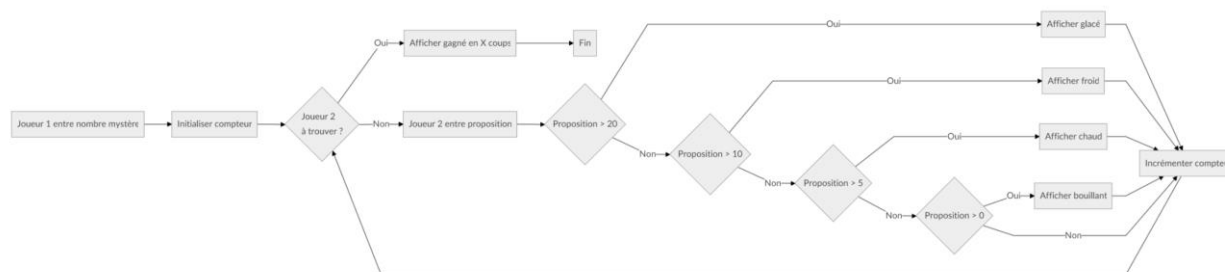 Joueur 1 entre nombre mystère
Initialiser compteur
Joueur 2
à trouver ?
Oui
Afficher gagné en X coups
Fin
Non
Joueur 2 entre proposition
Proposition > 20
Oui
Afficher glacé
Non
Proposition > 10
Oui
Afficher froid
Non
Proposition > 5
Oui
Afficher chaud
Non
Proposition > 0
Oui
Afficher bouillant
Non
Incrémenter compteur